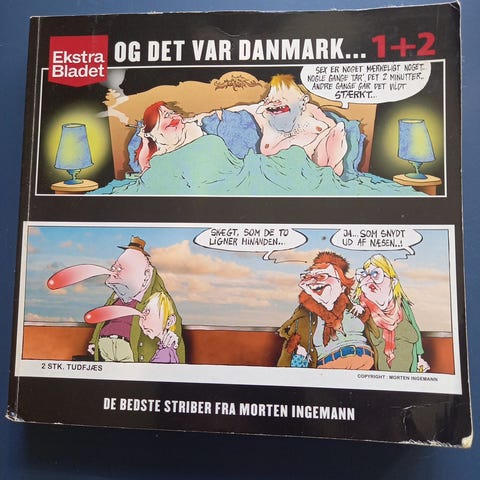 Ekstra
Bladet
OG DET VAR DANMARK... 1+2
SEX ER NOGET MÆRKELIGT NOGET.
NOGLE GANGE TAR' DET 2 MINUTTER..
ANDRE GANGE GÅR DET VILDT
STÆRKT...
SKÆGT, SOM DE TO
LIGNER HINANDEN...
JA... SOM SNYDT
UD AF NÆSEN..!
2 STK. TUDFJÆS
COPYRIGHT: MORTEN INGEMANN
DE BEDSTE STRIBER FRA MORTEN INGEMANN